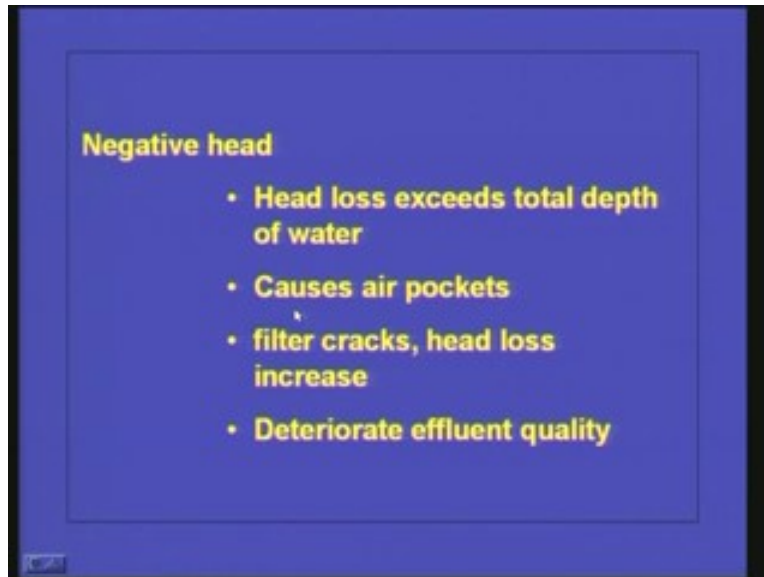 Negative head
• Head loss exceeds total depth
of water
• Causes air pockets
• filter cracks, head loss
increase
• Deteriorate effluent quality